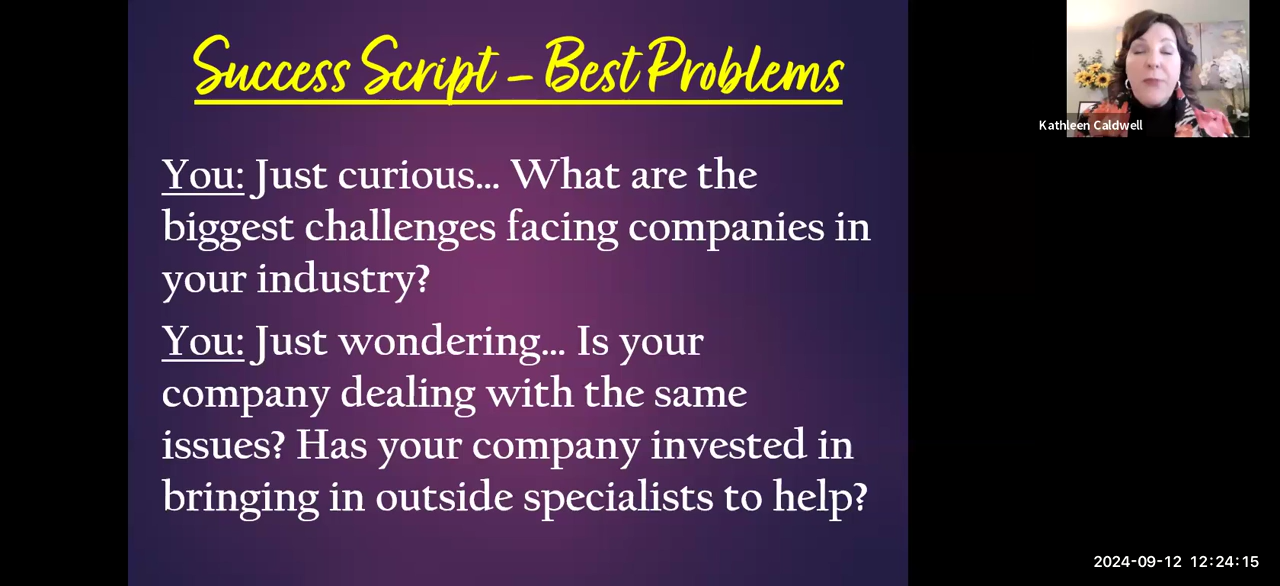 Success Script – Best Problems
You: Just curious... What are the
biggest challenges facing companies in
your industry?
You: Just wondering... Is your
company dealing with the same
issues? Has your company invested in
bringing in outside specialists to help?
Kathleen Caldwell
2024-09-12 12:24:15